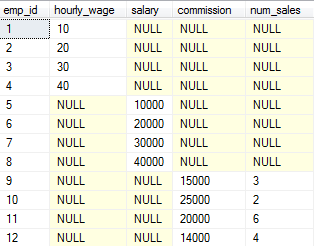 emp_id hourly_wage salary commission num_sales
1 10 NULL NULL NULL
2 20 NULL NULL NULL
3 30 NULL NULL NULL
4 40 NULL NULL NULL
5 NULL 10000 NULL NULL
6 NULL 20000 NULL NULL
7 NULL 30000 NULL NULL
8 NULL 40000 NULL NULL
9 NULL NULL 15000 3
10 NULL NULL 25000 2
11 NULL NULL 20000 6
12 NULL NULL 14000 4